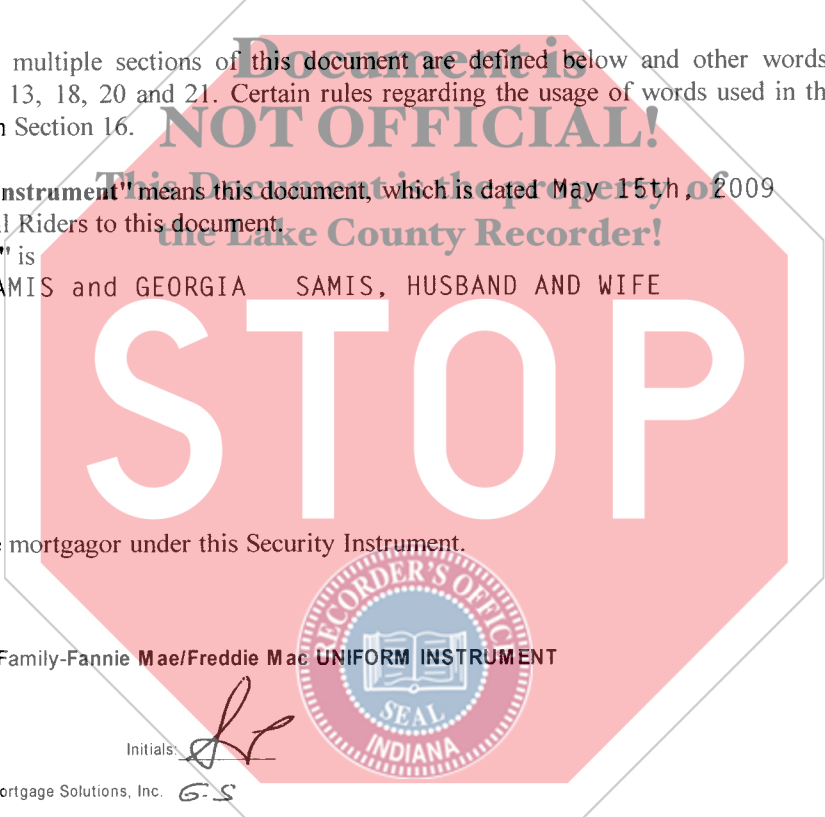 multiple sections of this document are defined below and other words
Document is
13, 18, 20 and 21. Certain rules regarding the usage of words used in th
Section 16.
NOT OFFICIAL!
nstrument" means this document, which is dated May 15th, 2009
This Document is the property of
l Riders to this document.
the Lake County Recorder!
" is
AMIS and GEORGIA SAMIS, HUSBAND AND WIFE
STOP
mortgagor under this Security Instrument.
RECORDER'S OFFICE
Family-Fannie Mae/Freddie Mac UNIFORM INSTRUMENT
SEAL
INDIANA
Initials:
ortgage Solutions, Inc. G.S